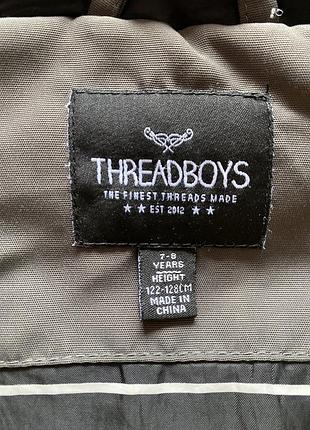 THREADBOYS
THE FINEST THREADS MADE
★★ EST 2012 ★★
7-8
YEARS
HEIGHT
122-128CM
MADE IN
CHINA